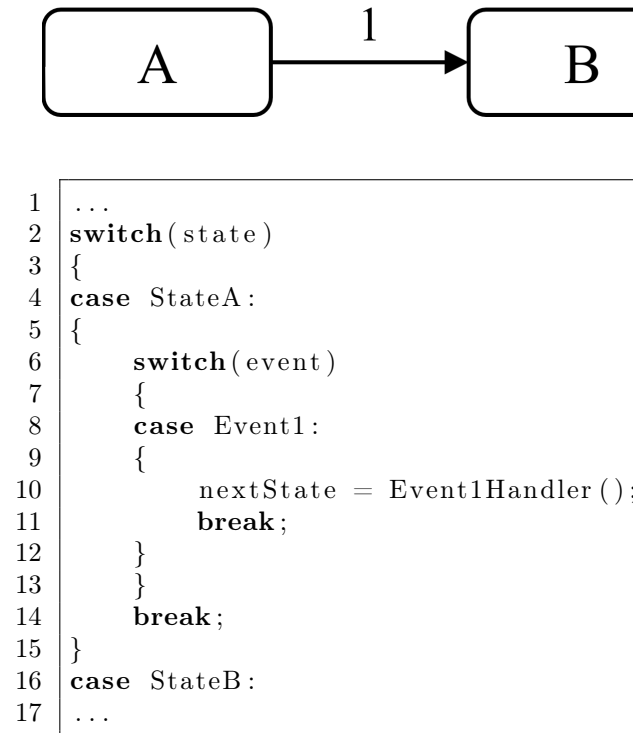 1
A
B
1 ...
2 switch(state)
3 {
4 case StateA:
5 {
6 switch(event)
7 {
8 case Event1:
9 {
10 nextState = Event1Handler();
11 break;
12 }
13 }
14 break;
15 }
16 case StateB:
17 ...